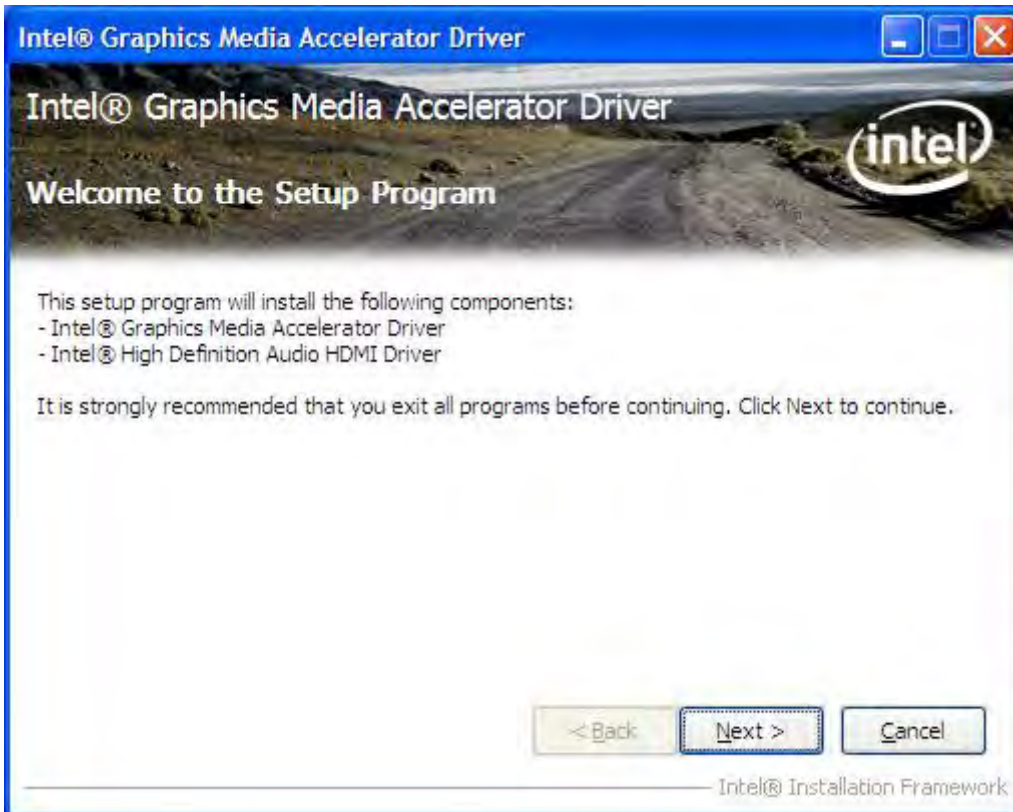 Intel® Graphics Media Accelerator Driver
Intel® Graphics Media Accelerator Driver
intel
Welcome to the Setup Program
This setup program will install the following components:
- Intel® Graphics Media Accelerator Driver
- Intel® High Definition Audio HDMI Driver
It is strongly recommended that you exit all programs before continuing. Click Next to continue.
< Back Next > Cancel
Intel® Installation Framework